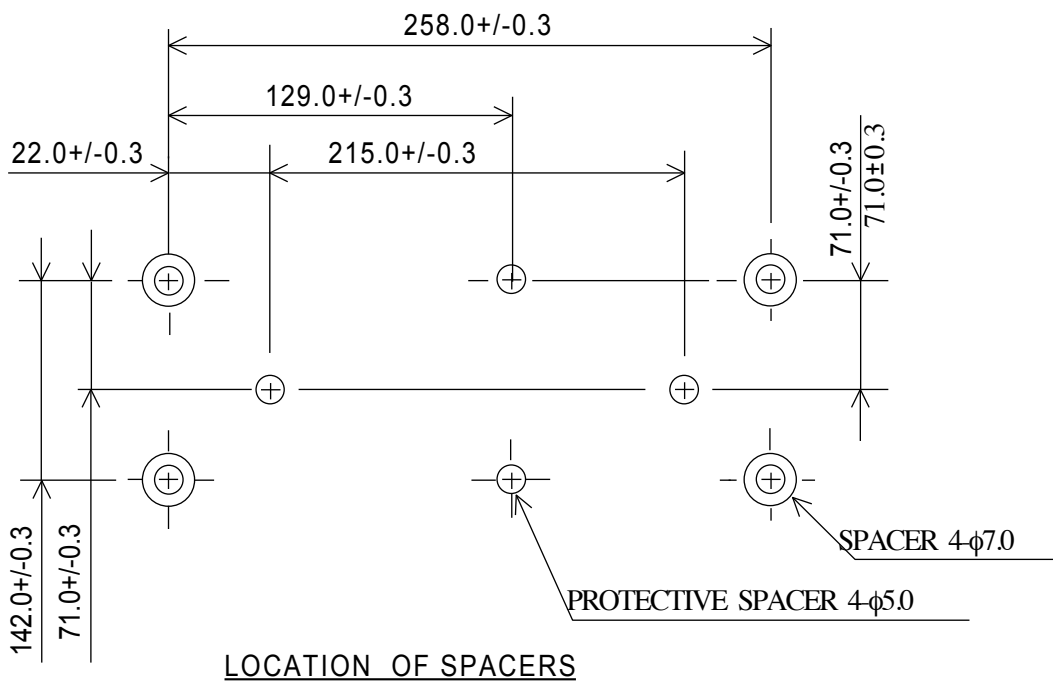 258.0+/-0.3
129.0+/-0.3
22.0+/-0.3
215.0+/-0.3
71.0+/-0.3
71.0±0.3
142.0+/-0.3
71.0+/-0.3
SPACER 4-ϕ7.0
PROTECTIVE SPACER 4-ϕ5.0
LOCATION OF SPACERS